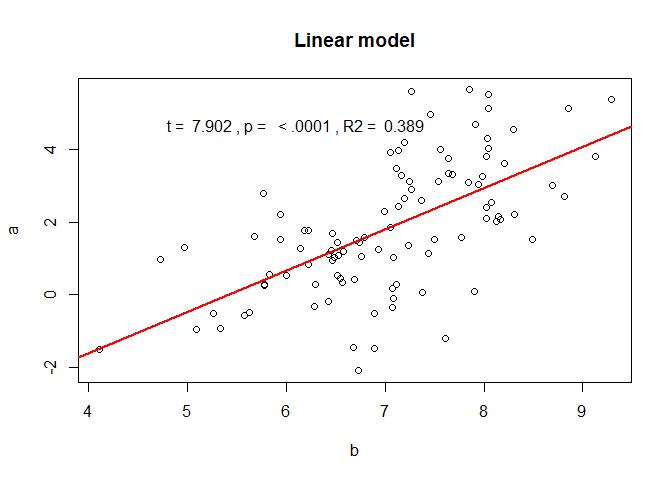 Linear model
t = 7.902 , p = < .0001 , R2 = 0.389
a
4
2
0
-2
4 5 6 7 8 9
b